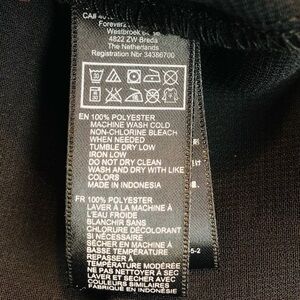 Westbroek
4822 ZW Breda
The Netherlands
Registration Nbr 34386700
EN 100% POLYESTER
MACHINE WASH COLD
NON-CHLORINE BLEACH
WHEN NEEDED
TUMBLE DRY LOW
IRON LOW
DO NOT DRY CLEAN
WASH AND DRY WITH LIKE
COLORS
MADE IN INDONESIA
FR 100% POLYESTER
LAVER À LA MACHINE À
L'EAU FROIDE
BLANCHIR SANS
CHLORURE DÉCOLORANT
SI NÉCESSAIRE
SÉCHER EN MACHINE À
BASSE TEMPÉRATURE
REPASSER À
TEMPÉRATURE MODÉRÉE
NE PAS NETTOYER À SEC
LAVER ET SÉCHER AVEC
COULEURS SIMILAIRES
FABRIQUÉ EN INDONÉSIE